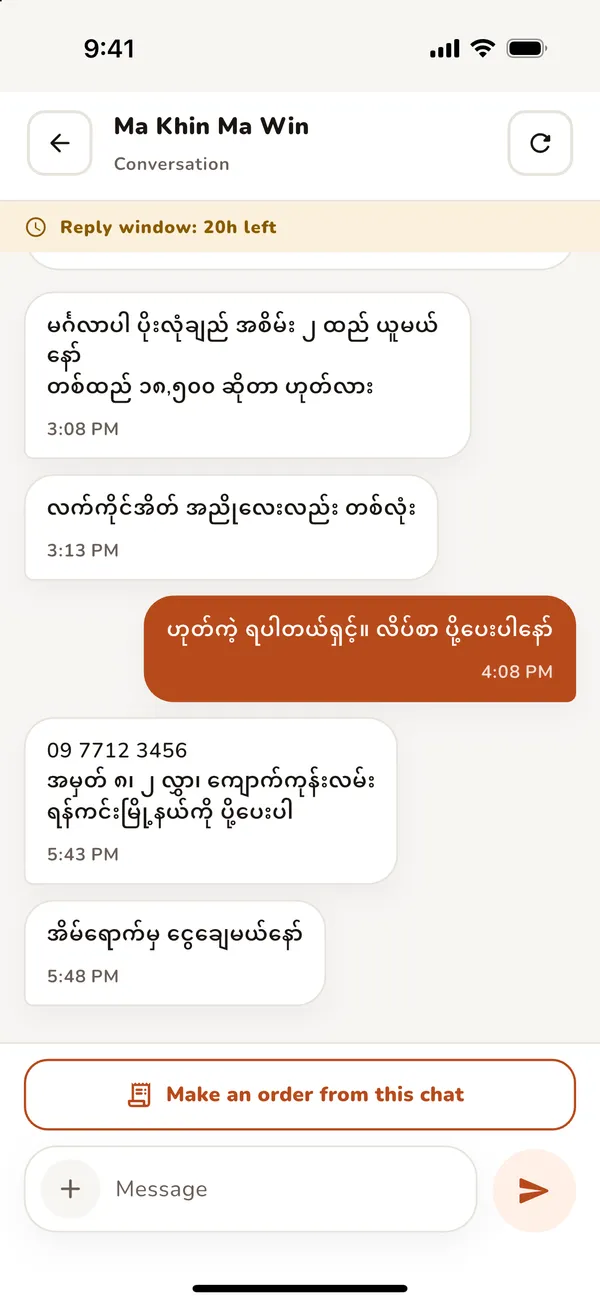 9:41
Ma Khin Ma Win
Conversation
Reply window: 20h left
မင်္ဂလာပါ ပိုးလုံချည် အစိမ်း ၂ ထည် ယူမယ်
နော်
တစ်ထည် ၁၈,၅၀၀ ဆိုတာ ဟုတ်လား
3:08 PM
လက်ကိုင်အိတ် အညိုလေးလည်း တစ်လုံး
3:13 PM
ဟုတ်ကဲ့ ရပါတယ်ရှင့်။ လိပ်စာ ပို့ပေးပါနော်
4:08 PM
09 7712 3456
အမှတ် ၈၊ ၂ လွှာ၊ ကျောက်ကုန်းလမ်း
ရန်ကင်းမြို့နယ်ကို ပို့ပေးပါ
5:43 PM
အိမ်ရောက်မှ ငွေချေမယ်နော်
5:48 PM
Make an order from this chat
Message